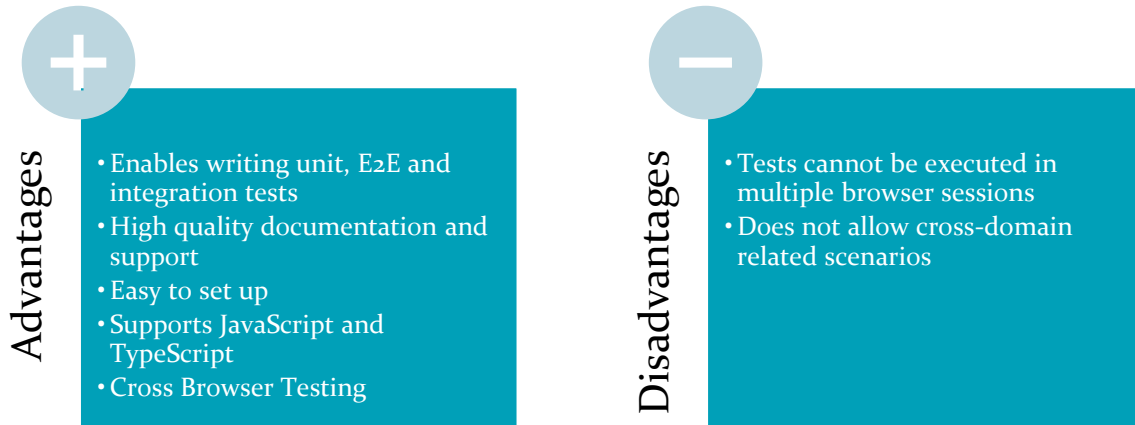 Advantages
• Enables writing unit, E2E and
integration tests
• High quality documentation and
support
• Easy to set up
• Supports JavaScript and
TypeScript
• Cross Browser Testing
Disadvantages
• Tests cannot be executed in
multiple browser sessions
• Does not allow cross-domain
related scenarios